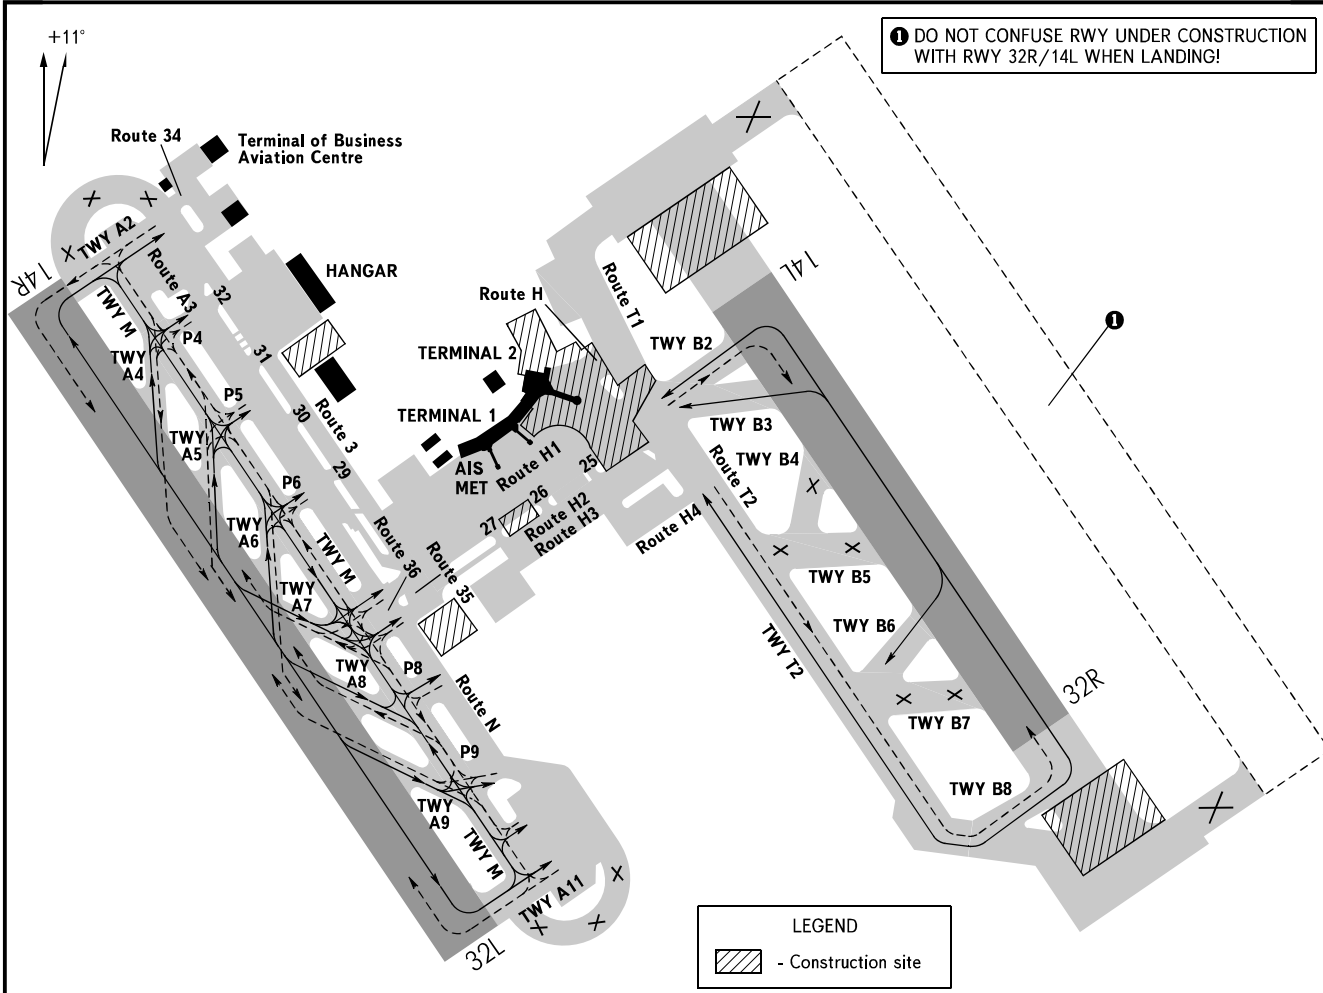 ❶ DO NOT CONFUSE RWY UNDER CONSTRUCTION
WITH RWY 32R/14L WHEN LANDING!
+11°
Route 34
Terminal of Business
Aviation Centre
TWY A2
14R
Route A3
32
HANGAR
TWY M
P4
TWY
A4
31
P5
30
Route 3
TWY
A5
29
P6
TWY
A6
TWY M
Route 36
Route 35
TWY
A7
TWY
A8
P8
Route N
P9
TWY
A9
TWY M
TWY A11
32L
Route H
TERMINAL 2
TERMINAL 1
AIS
MET
Route H1
25
26
27
Route H2
Route H3
Route H4
Route T1
14L
TWY B2
❶
TWY B3
TWY B4
Route T2
TWY B5
TWY B6
TWY T2
32R
TWY B7
TWY B8
LEGEND
- Construction site